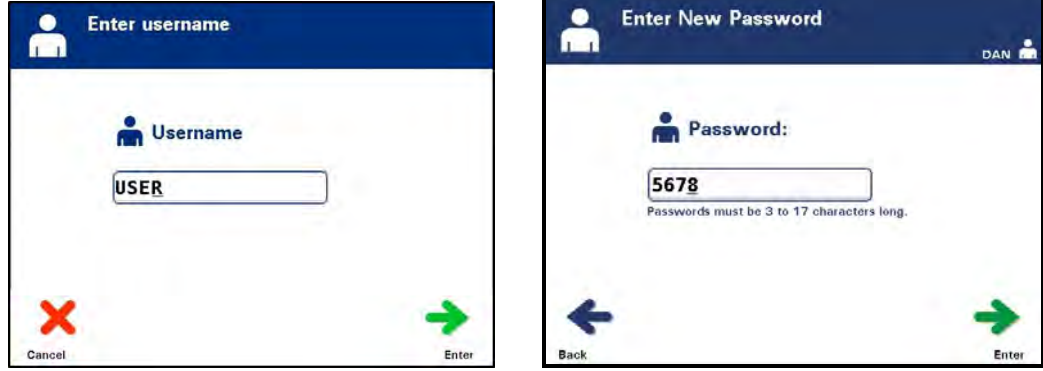 Enter username
Username
USER
Cancel
Enter
Enter New Password
DAN
Password:
5678
Passwords must be 3 to 17 characters long.
Back
Enter